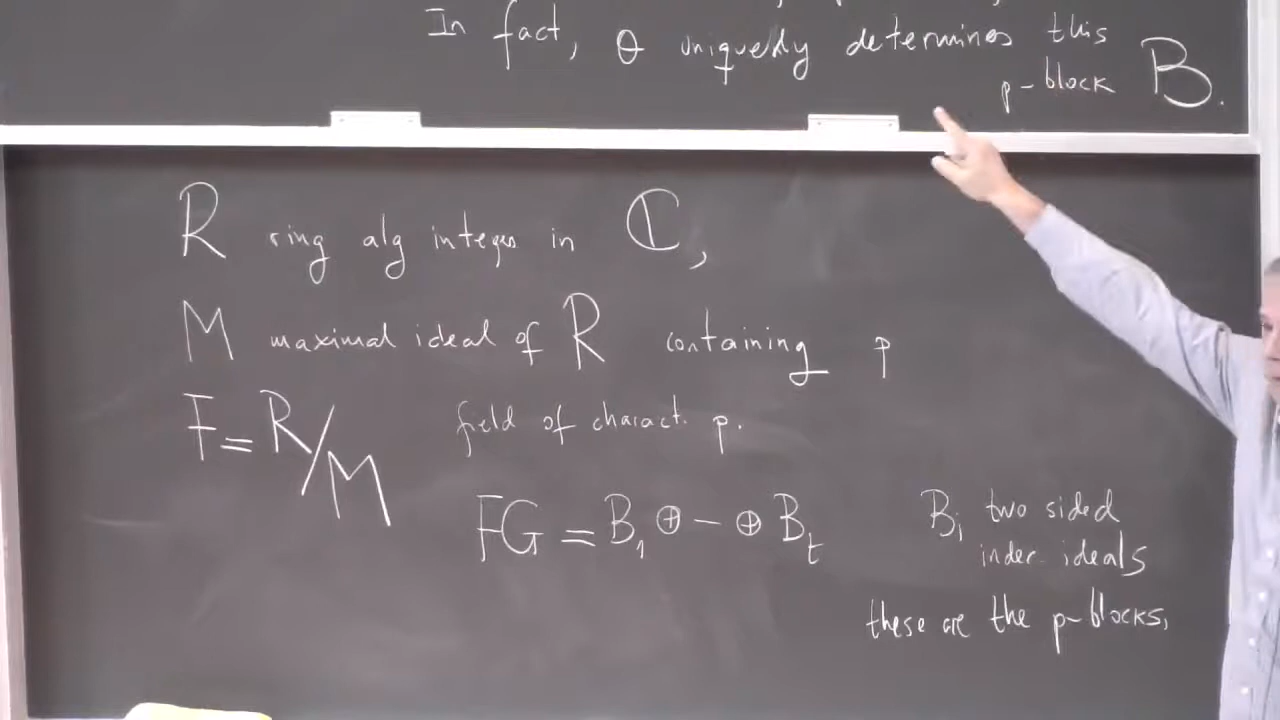 In fact, θ uniquely determines this
p-block B.
R ring alg integers in ℂ,
M maximal ideal of R containing p
F = R/M field of charact. p.
FG = B₁ ⊕ – ⊕ Bₜ Bᵢ two sided
inder. ideals
these are the p-blocks,